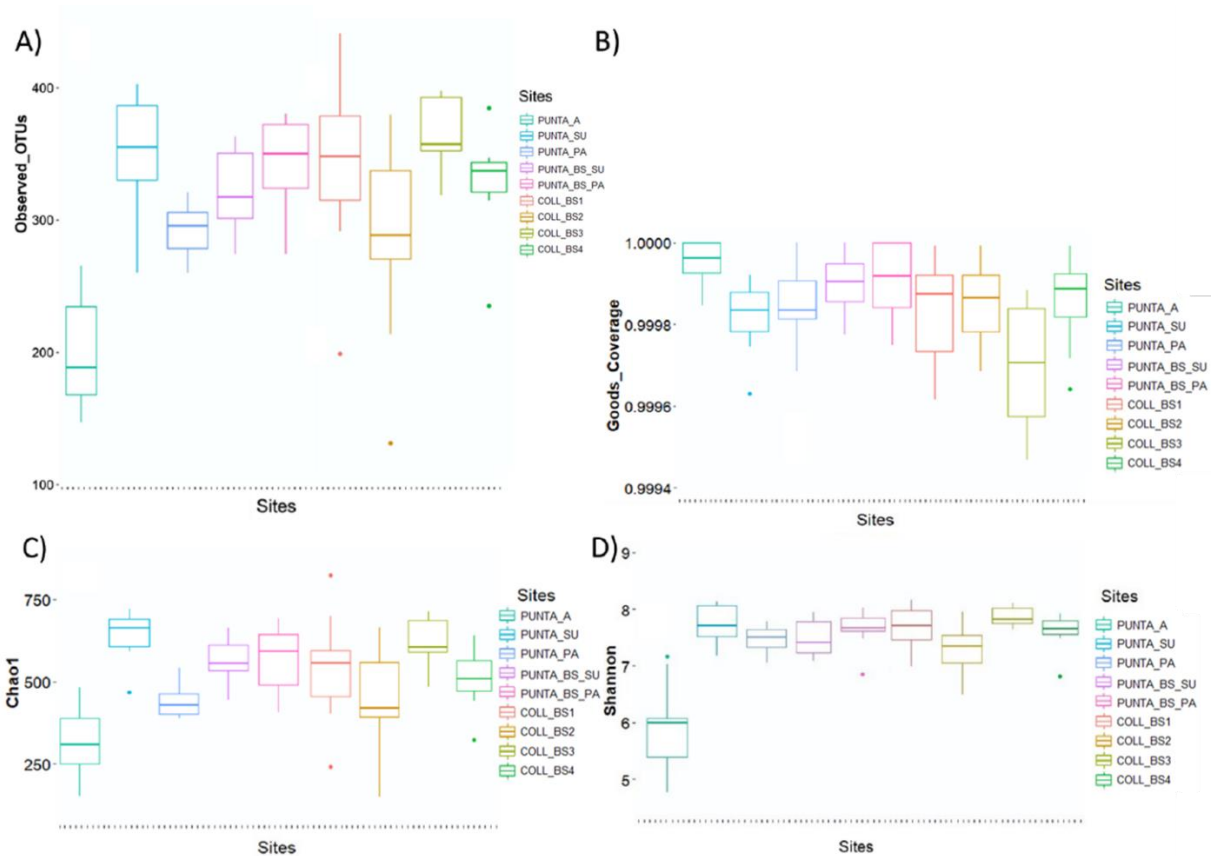 A)
Observed_OTUs
400
300
200
100
Sites
Sites
PUNTA_A
PUNTA_SU
PUNTA_PA
PUNTA_BS_SU
PUNTA_BS_PA
COLL_BS1
COLL_BS2
COLL_BS3
COLL_BS4
B)
Goods_Coverage
1.0000
0.9998
0.9996
0.9994
Sites
Sites
PUNTA_A
PUNTA_SU
PUNTA_PA
PUNTA_BS_SU
PUNTA_BS_PA
COLL_BS1
COLL_BS2
COLL_BS3
COLL_BS4
C)
Chao1
750
500
250
Sites
Sites
PUNTA_A
PUNTA_SU
PUNTA_PA
PUNTA_BS_SU
PUNTA_BS_PA
COLL_BS1
COLL_BS2
COLL_BS3
COLL_BS4
D)
Shannon
9
8
7
6
5
Sites
Sites
PUNTA_A
PUNTA_SU
PUNTA_PA
PUNTA_BS_SU
PUNTA_BS_PA
COLL_BS1
COLL_BS2
COLL_BS3
COLL_BS4